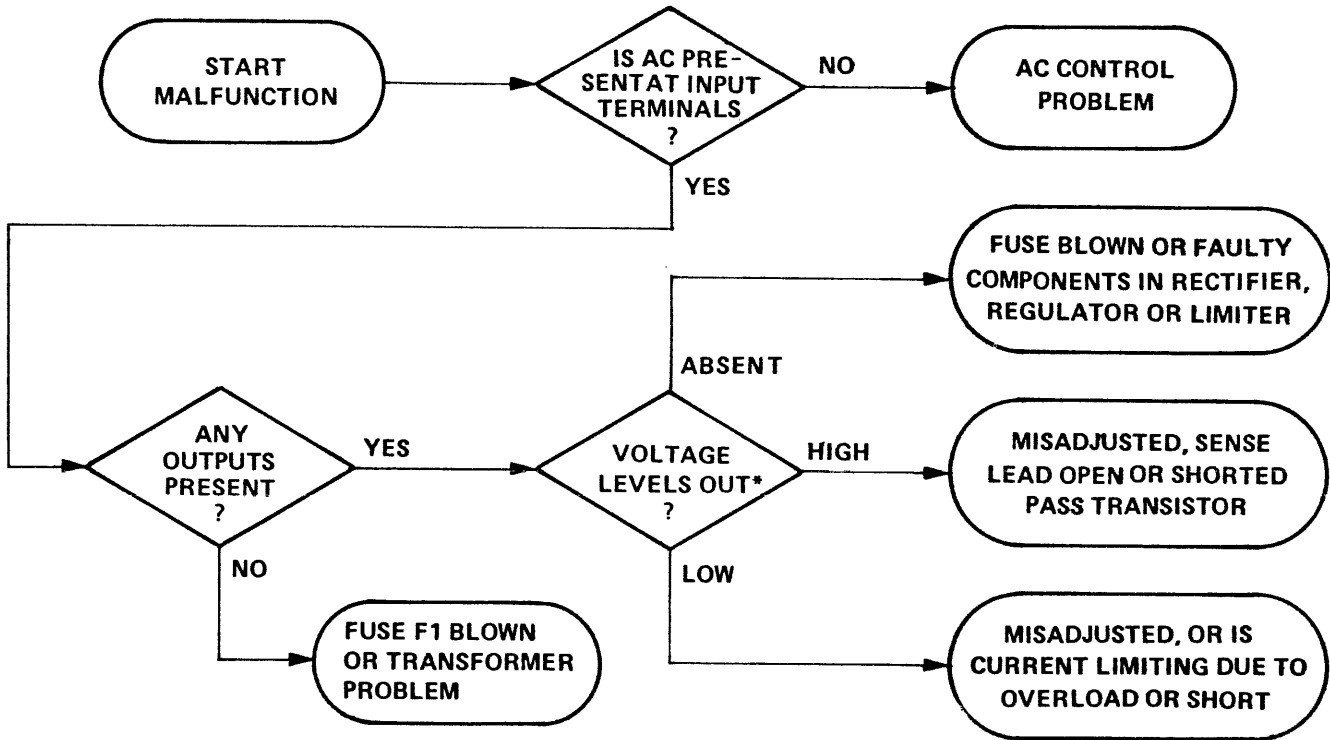 START
MALFUNCTION
IS AC PRE-
SENTAT INPUT
TERMINALS
?
NO
AC CONTROL
PROBLEM
YES
FUSE BLOWN OR FAULTY
COMPONENTS IN RECTIFIER,
REGULATOR OR LIMITER
ABSENT
ANY
OUTPUTS
PRESENT
?
YES
VOLTAGE
LEVELS OUT*
?
HIGH
MISADJUSTED, SENSE
LEAD OPEN OR SHORTED
PASS TRANSISTOR
NO
LOW
FUSE F1 BLOWN
OR TRANSFORMER
PROBLEM
MISADJUSTED, OR IS
CURRENT LIMITING DUE TO
OVERLOAD OR SHORT